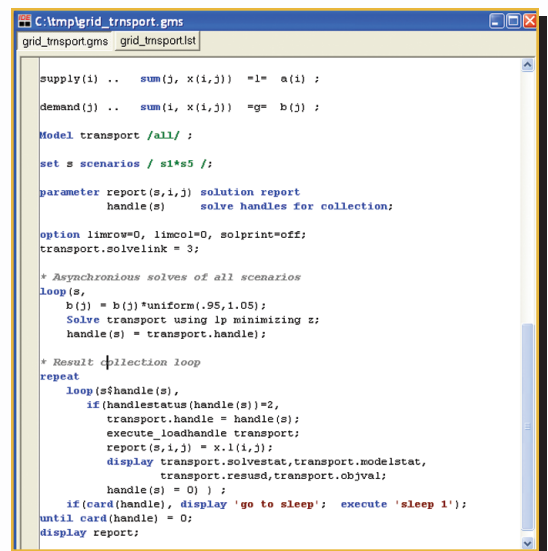 C:\tmp\grid_trnsport.gms
grid_trnsport.gms grid_trnsport.lst
supply(i) .. sum(j, x(i,j)) =l= a(i) ;
demand(j) .. sum(i, x(i,j)) =g= b(j) ;
Model transport /all/ ;
set s scenarios / s1*s5 /;
parameter report(s,i,j) solution report
handle(s) solve handles for collection;
option limrow=0, limcol=0, solprint=off;
transport.solvelink = 3;
* Asynchronious solves of all scenarios
loop(s,
b(j) = b(j)*uniform(.95,1.05);
Solve transport using lp minimizing z;
handle(s) = transport.handle);
* Result collection loop
repeat
loop(s$handle(s),
if(handlestatus(handle(s))=2,
transport.handle = handle(s);
execute_loadhandle transport;
report(s,i,j) = x.l(i,j);
display transport.solvestat,transport.modelstat,
transport.resusd,transport.objval;
handle(s) = 0) ) ;
if(card(handle), display 'go to sleep'; execute 'sleep 1');
until card(handle) = 0;
display report;